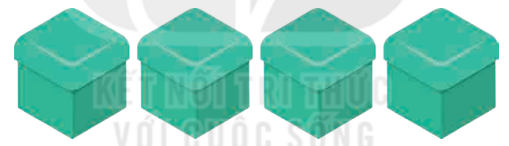 KẾT NỐI TRI THỨC
VỚI CUỘC SỐNG